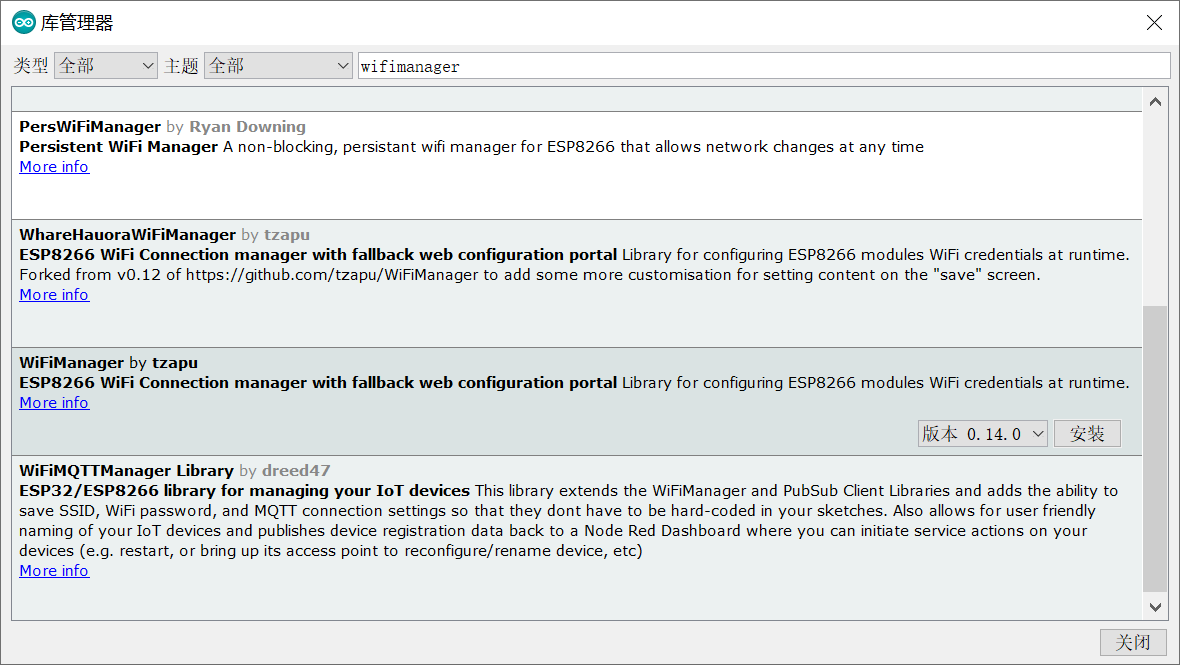 库管理器
类型 全部 主题 全部 wifimanager
PersWiFiManager by Ryan Downing
Persistent WiFi Manager A non-blocking, persistant wifi manager for ESP8266 that allows network changes at any time
More info
WhareHauoraWiFiManager by tzapu
ESP8266 WiFi Connection manager with fallback web configuration portal Library for configuring ESP8266 modules WiFi credentials at runtime.
Forked from v0.12 of https://github.com/tzapu/WiFiManager to add some more customisation for setting content on the "save" screen.
More info
WiFiManager by tzapu
ESP8266 WiFi Connection manager with fallback web configuration portal Library for configuring ESP8266 modules WiFi credentials at runtime.
More info
版本 0.14.0 安装
WiFiMQTTManager Library by dreed47
ESP32/ESP8266 library for managing your IoT devices This library extends the WiFiManager and PubSub Client Libraries and adds the ability to
save SSID, WiFi password, and MQTT connection settings so that they dont have to be hard-coded in your sketches. Also allows for user friendly
naming of your IoT devices and publishes device registration data back to a Node Red Dashboard where you can initiate service actions on your
devices (e.g. restart, or bring up its access point to reconfigure/rename device, etc)
More info
关闭